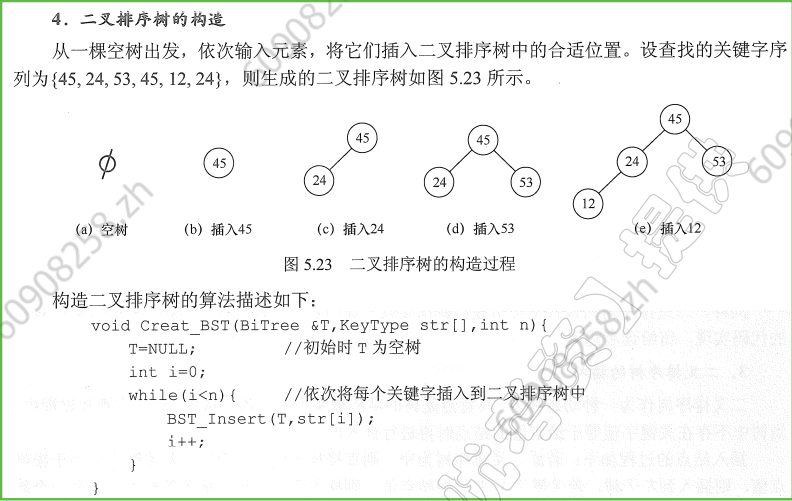 4. 二叉排序树的构造
从一棵空树出发，依次输入元素，将它们插入二叉排序树中的合适位置。设查找的关键字序
列为{45, 24, 53, 45, 12, 24}，则生成的二叉排序树如图 5.23 所示。
∅
45
45
24
45
24
53
45
24
53
12
(a) 空树
(b) 插入45
(c) 插入24
(d) 插入53
(e) 插入12
图 5.23 二叉排序树的构造过程
构造二叉排序树的算法描述如下：
void Creat_BST(BiTree &T,KeyType str[],int n){
T=NULL; //初始时 T 为空树
int i=0;
while(i<n){ //依次将每个关键字插入到二叉排序树中
BST_Insert(T,str[i]);
i++;
}
}
60908258.zh
60908258.zh